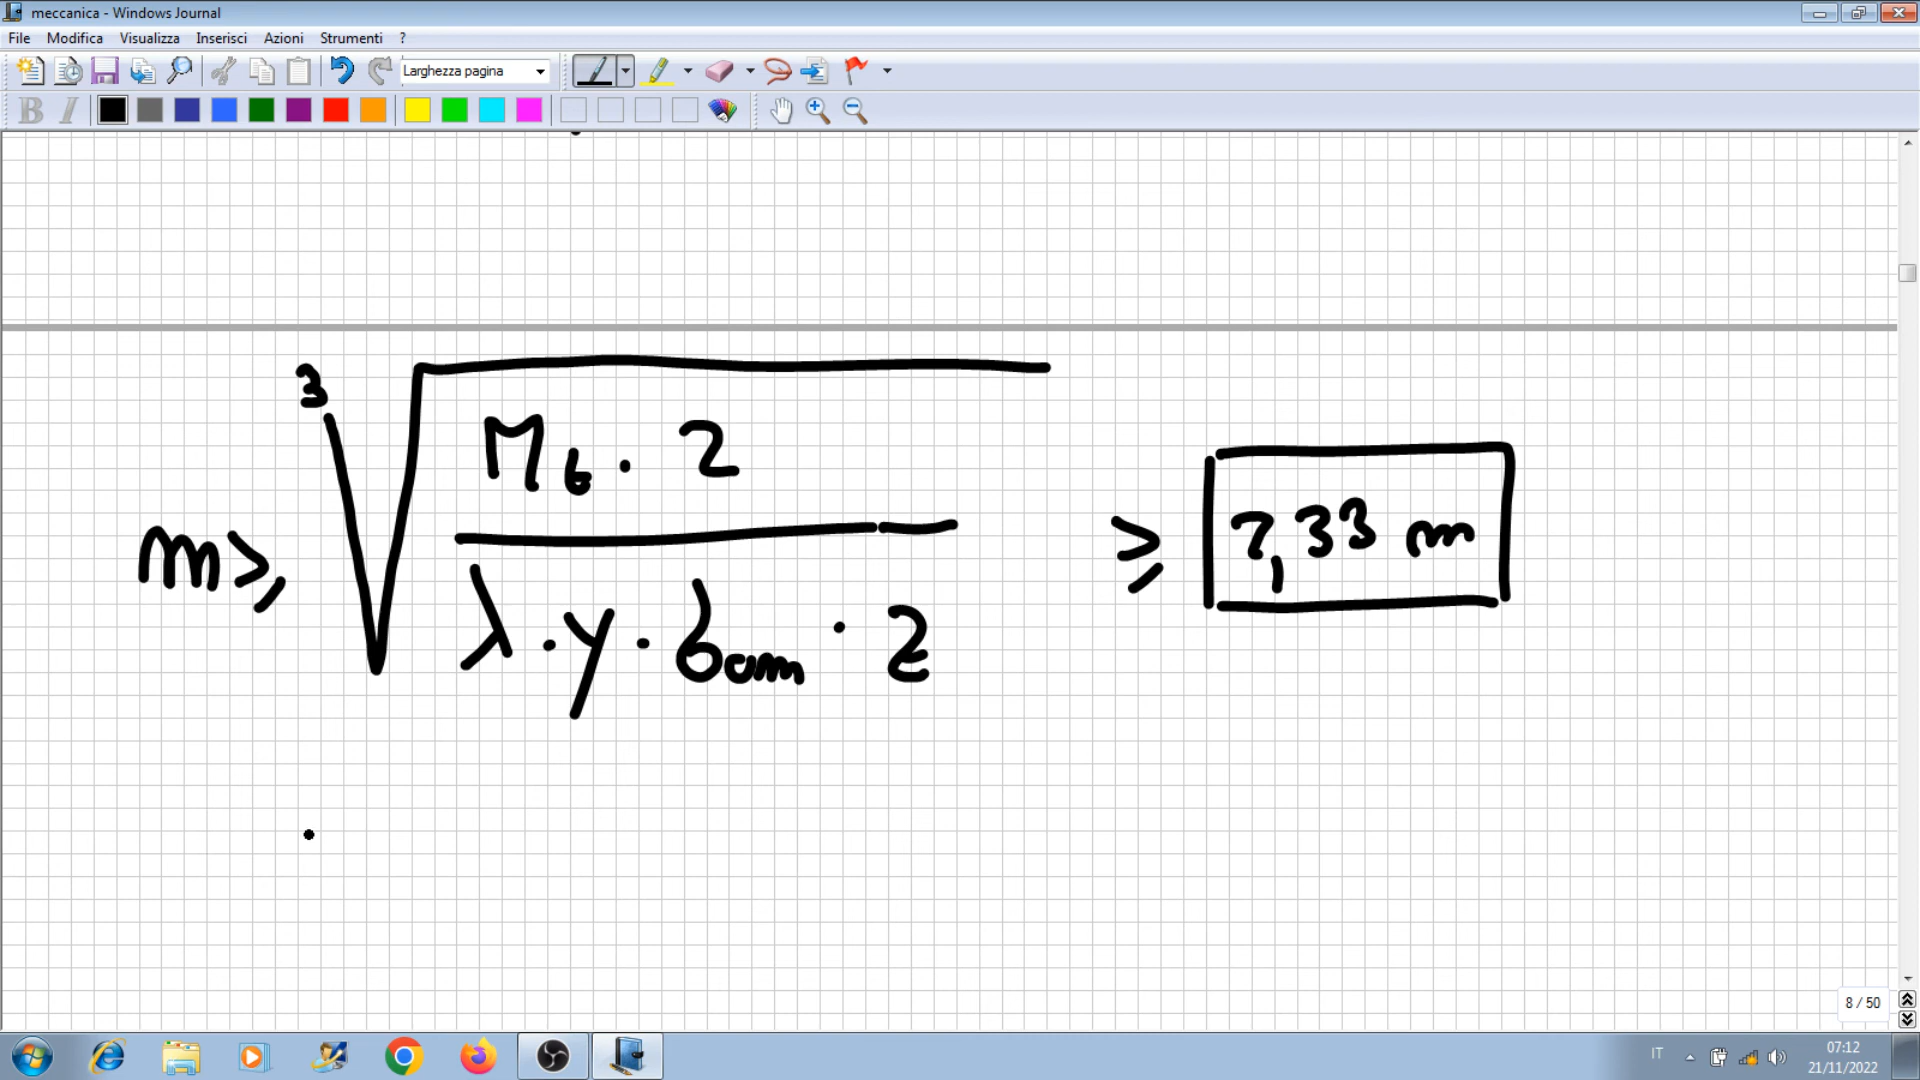 meccanica - Windows Journal
File Modifica Visualizza Inserisci Azioni Strumenti ?
Larghezza pagina
B I
m ≥ ∛ Mt · 2 / λ · y · σam · z ≥ 2,33 m
8 / 50
IT
07:12
21/11/2022